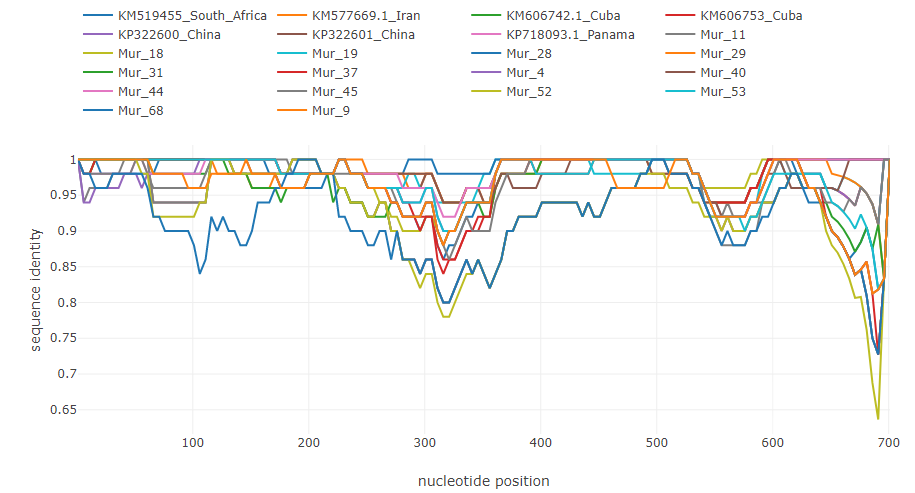 KM519455_South_Africa KM577669.1_Iran KM606742.1_Cuba KM606753_Cuba
KP322600_China KP322601_China KP718093.1_Panama Mur_11
Mur_18 Mur_19 Mur_28 Mur_29
Mur_31 Mur_37 Mur_4 Mur_40
Mur_44 Mur_45 Mur_52 Mur_53
Mur_68 Mur_9
1
0.95
0.9
0.85
0.8
0.75
0.7
0.65
sequence identity
100 200 300 400 500 600 700
nucleotide position